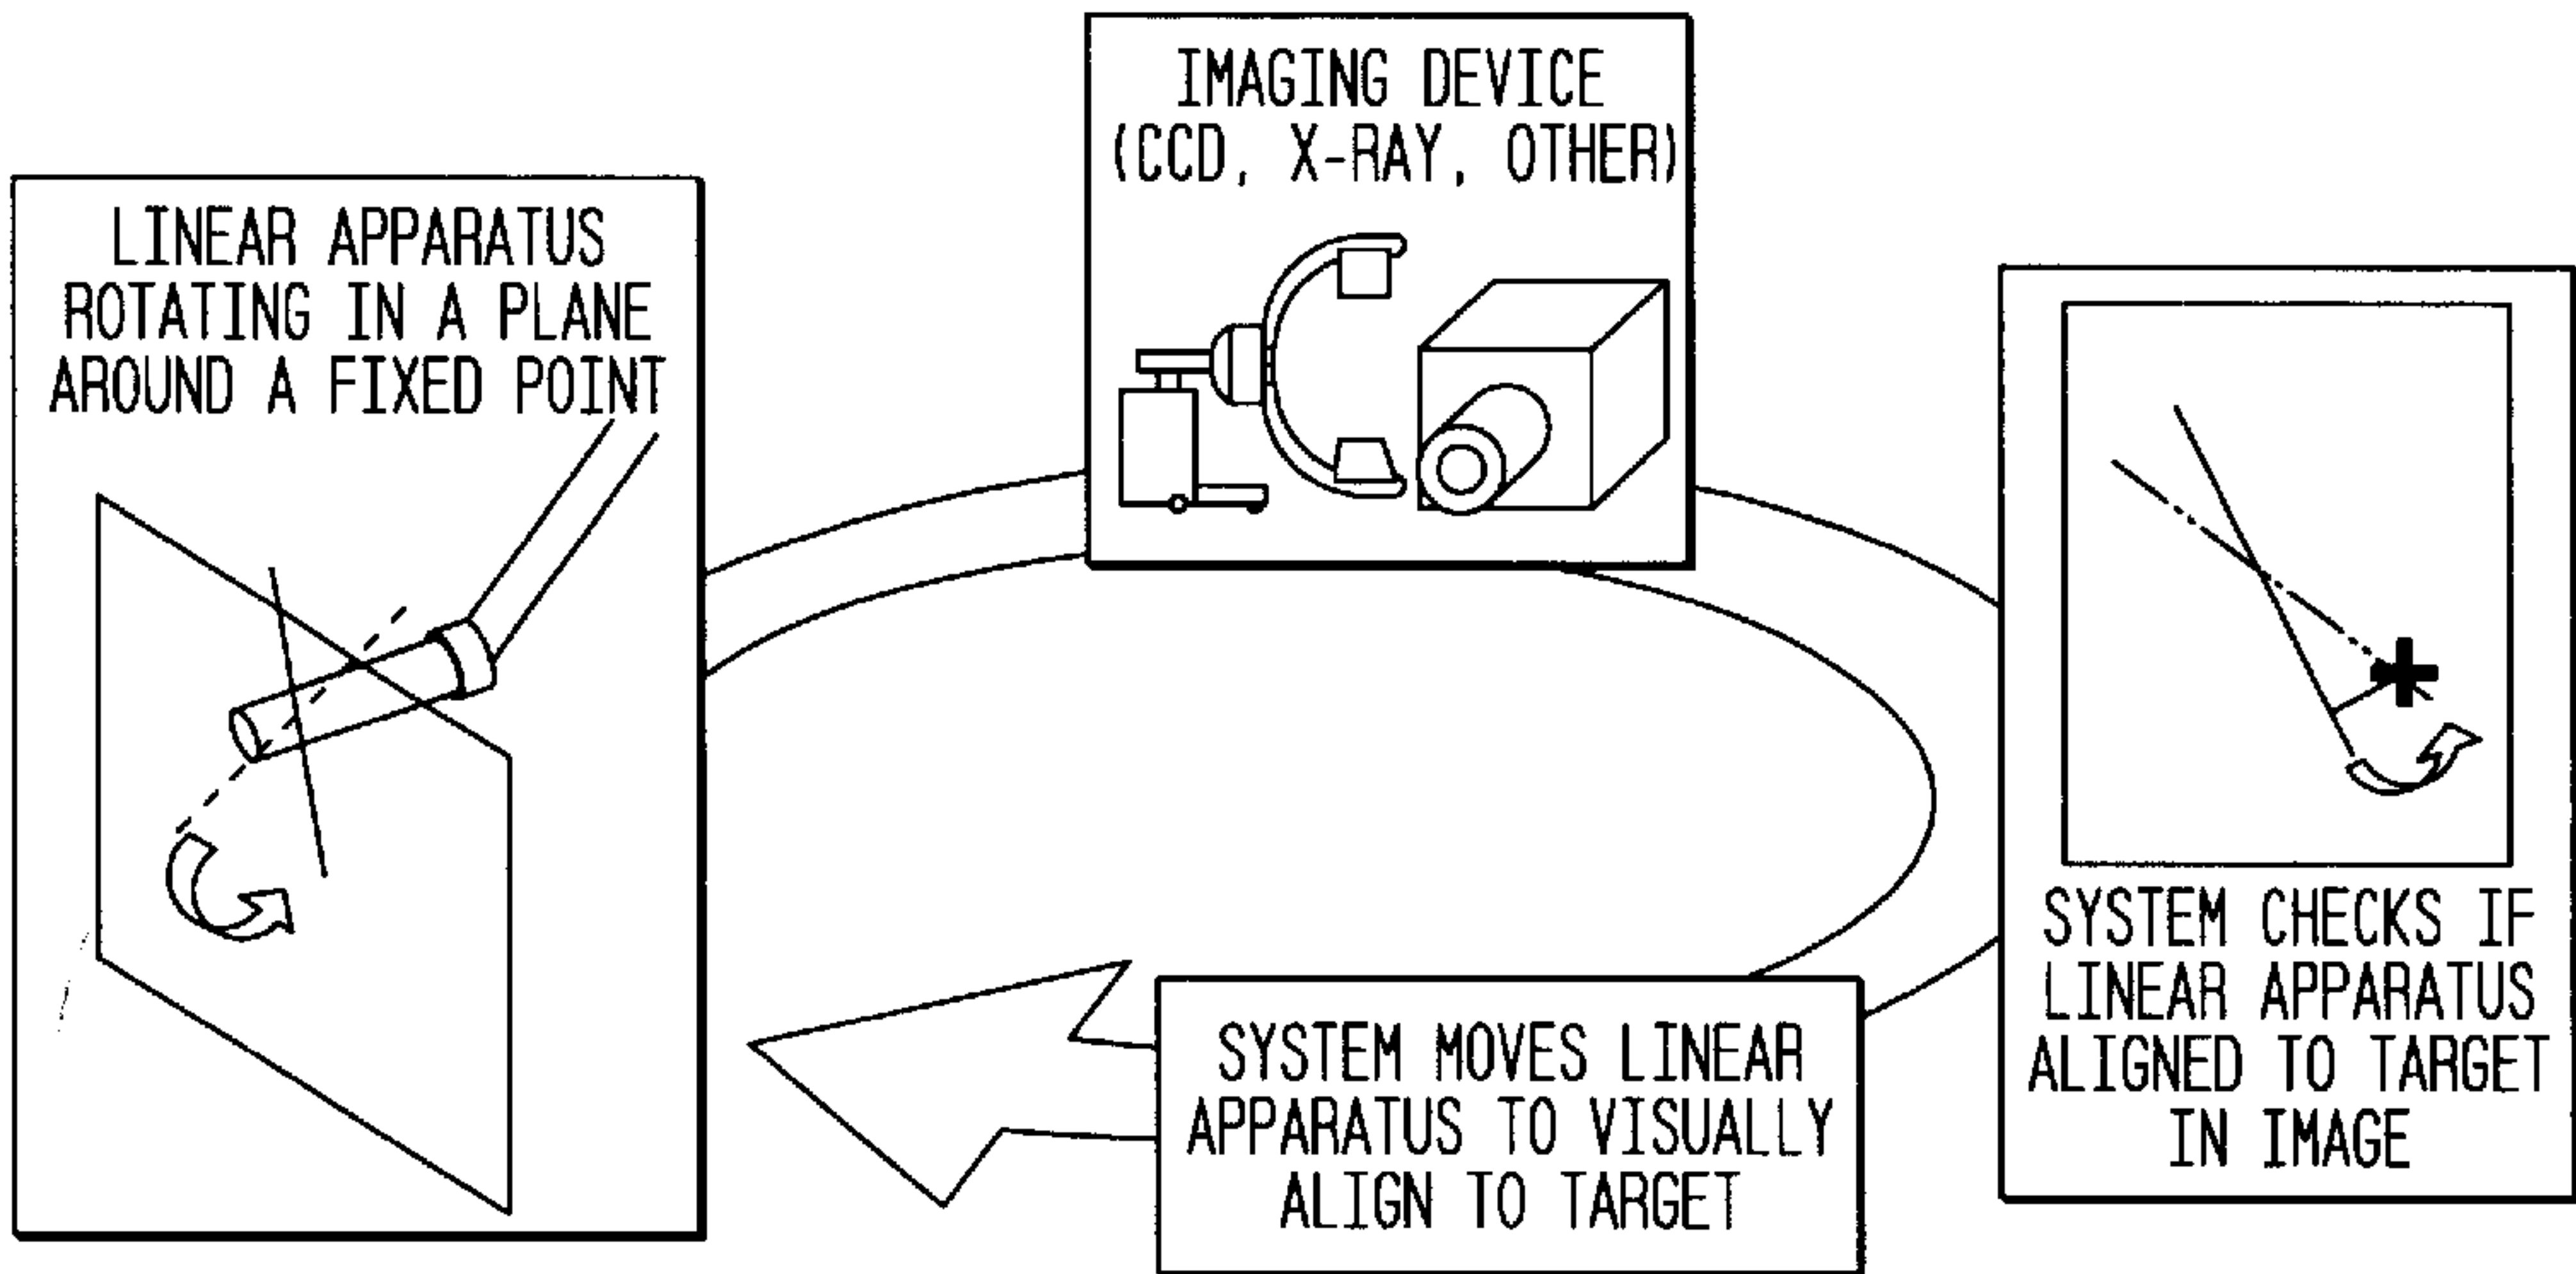 LINEAR APPARATUS
ROTATING IN A PLANE
AROUND A FIXED POINT
IMAGING DEVICE
(CCD, X-RAY, OTHER)
SYSTEM CHECKS IF
LINEAR APPARATUS
ALIGNED TO TARGET
IN IMAGE
SYSTEM MOVES LINEAR
APPARATUS TO VISUALLY
ALIGN TO TARGET